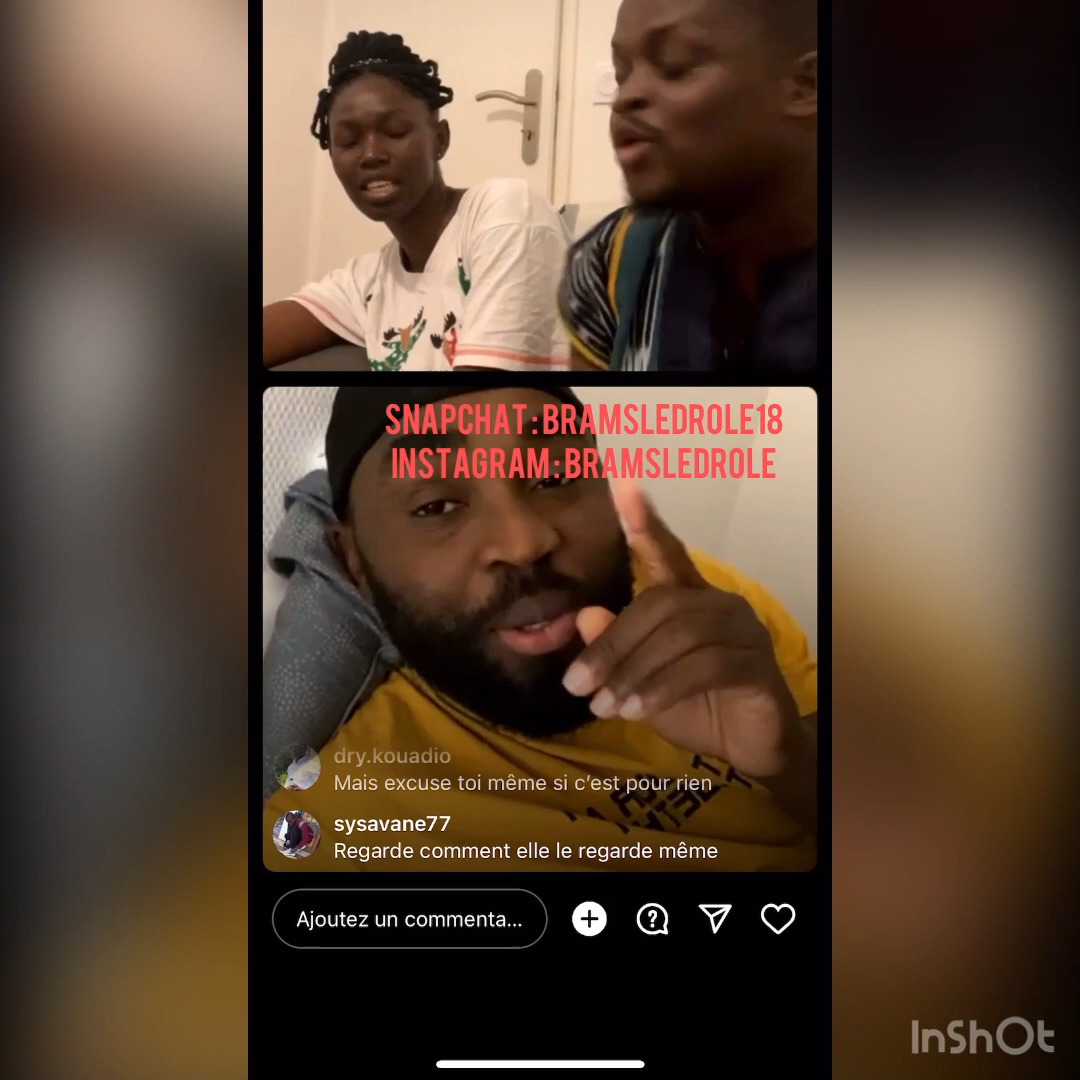 SNAPCHAT : BRAMSLEDROLE18
INSTAGRAM : BRAMSLEDROLE
dry.kouadio
Mais excuse toi même si c’est pour rien
sysavane77
Regarde comment elle le regarde même
Ajoutez un commenta...
InShOt